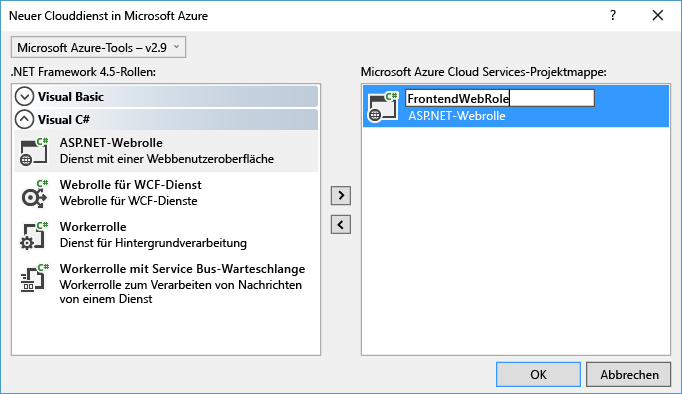 Neuer Clouddienst in Microsoft Azure
Microsoft Azure-Tools – v2.9
.NET Framework 4.5-Rollen:
Visual Basic
Visual C#
C#
ASP.NET-Webrolle
Dienst mit einer Webbenutzeroberfläche
C#
Webrolle für WCF-Dienst
Webrolle für WCF-Dienste
C#
Workerrolle
Dienst für Hintergrundverarbeitung
C#
Workerrolle mit Service Bus-Warteschlange
Workerrolle zum Verarbeiten von Nachrichten
von einem Dienst
Microsoft Azure Cloud Services-Projektmappe:
C#
FrontendWebRole
ASP.NET-Webrolle
OK
Abbrechen